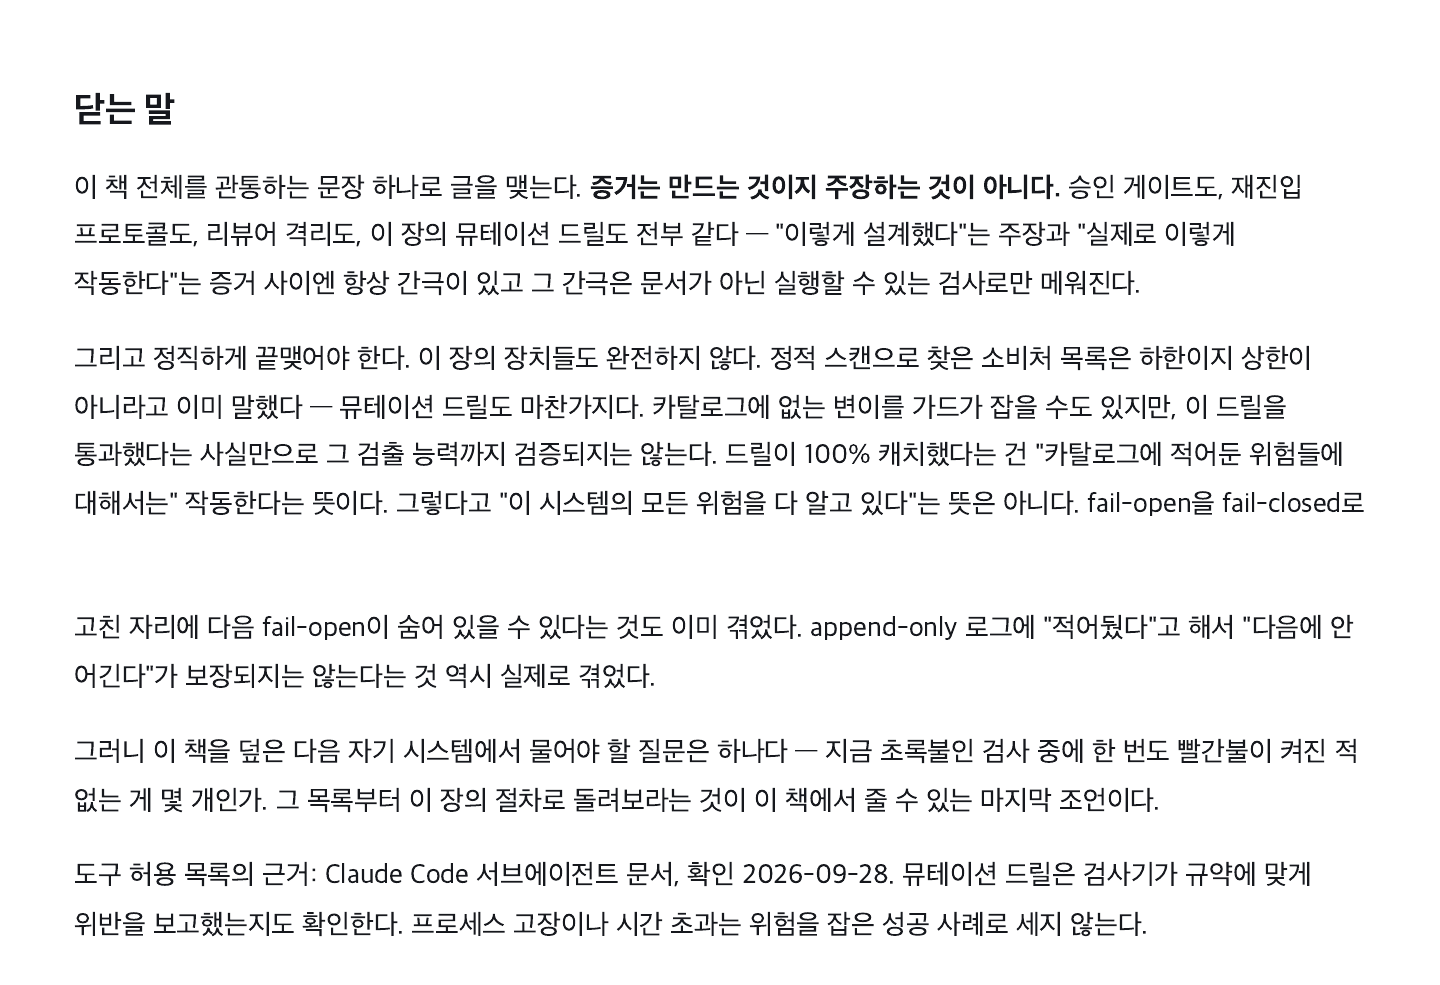 닫는 말
이 책 전체를 관통하는 문장 하나로 글을 맺는다. 증거는 만드는 것이지 주장하는 것이 아니다. 승인 게이트도, 재진입
프로토콜도, 리뷰어 격리도, 이 장의 뮤테이션 드릴도 전부 같다 — "이렇게 설계했다"는 주장과 "실제로 이렇게
작동한다"는 증거 사이엔 항상 간극이 있고 그 간극은 문서가 아닌 실행할 수 있는 검사로만 메워진다.
그리고 정직하게 끝맺어야 한다. 이 장의 장치들도 완전하지 않다. 정적 스캔으로 찾은 소비처 목록은 하한이지 상한이
아니라고 이미 말했다 — 뮤테이션 드릴도 마찬가지다. 카탈로그에 없는 변이를 가드가 잡을 수도 있지만, 이 드릴을
통과했다는 사실만으로 그 검출 능력까지 검증되지는 않는다. 드릴이 100% 캐치했다는 건 "카탈로그에 적어둔 위험들에
대해서는" 작동한다는 뜻이다. 그렇다고 "이 시스템의 모든 위험을 다 알고 있다"는 뜻은 아니다. fail-open을 fail-closed로
고친 자리에 다음 fail-open이 숨어 있을 수 있다는 것도 이미 겪었다. append-only 로그에 "적어뒀다"고 해서 "다음에 안
어긴다"가 보장되지는 않는다는 것 역시 실제로 겪었다.
그러니 이 책을 덮은 다음 자기 시스템에서 물어야 할 질문은 하나다 — 지금 초록불인 검사 중에 한 번도 빨간불이 켜진 적
없는 게 몇 개인가. 그 목록부터 이 장의 절차로 돌려보라는 것이 이 책에서 줄 수 있는 마지막 조언이다.
도구 허용 목록의 근거: Claude Code 서브에이전트 문서, 확인 2026-09-28. 뮤테이션 드릴은 검사기가 규약에 맞게
위반을 보고했는지도 확인한다. 프로세스 고장이나 시간 초과는 위험을 잡은 성공 사례로 세지 않는다.